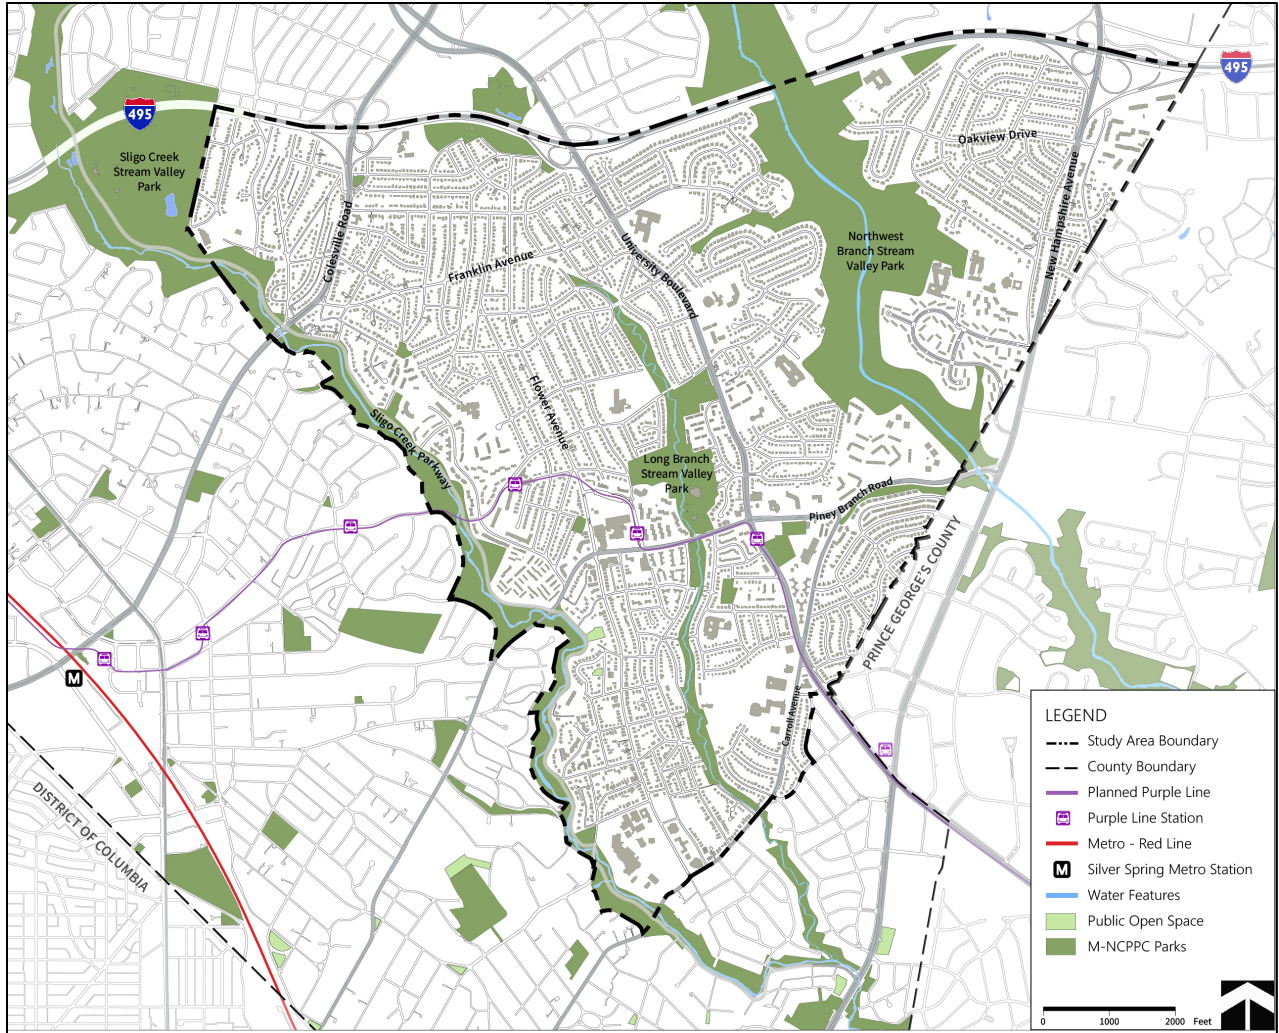 495
495
Sligo Creek
Stream Valley
Park
Oakview Drive
New Hampshire Avenue
Colesville Road
Franklin Avenue
University Boulevard
Northwest
Branch Stream
Valley Park
Flower Avenue
Sligo Creek Parkway
Long Branch
Stream Valley
Park
Piney Branch Road
PRINCE GEORGE'S COUNTY
Carroll Avenue
M
DISTRICT OF COLUMBIA
LEGEND
Study Area Boundary
County Boundary
Planned Purple Line
Purple Line Station
Metro - Red Line
M Silver Spring Metro Station
Water Features
Public Open Space
M-NCPPC Parks
0 1000 2000 Feet